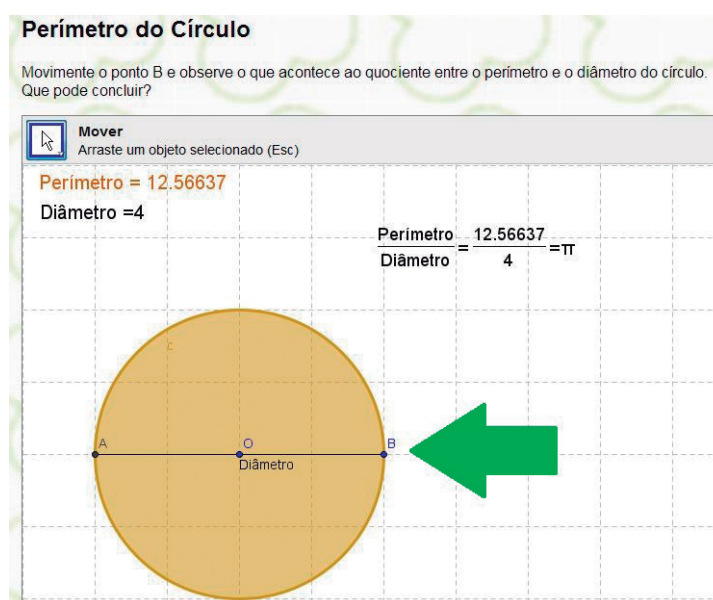 Perímetro do Círculo
Movimente o ponto B e observe o que acontece ao quociente entre o perímetro e o diâmetro do círculo.
Que pode concluir?
Mover
Arraste um objeto selecionado (Esc)
Perímetro = 12.56637
Diâmetro =4
Perímetro
Diâmetro
=
12.56637
4
=π
c
A
O
B
Diâmetro